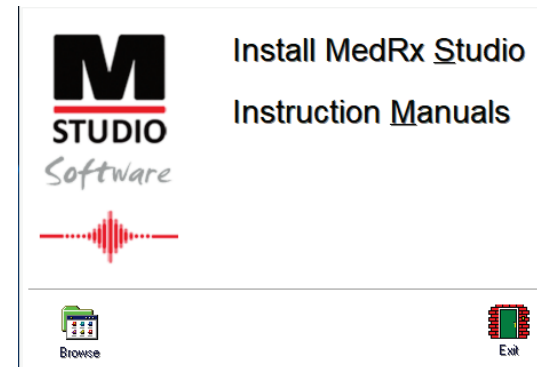 M
STUDIO
Software
Install MedRx Studio
Instruction Manuals
Browse
Exit